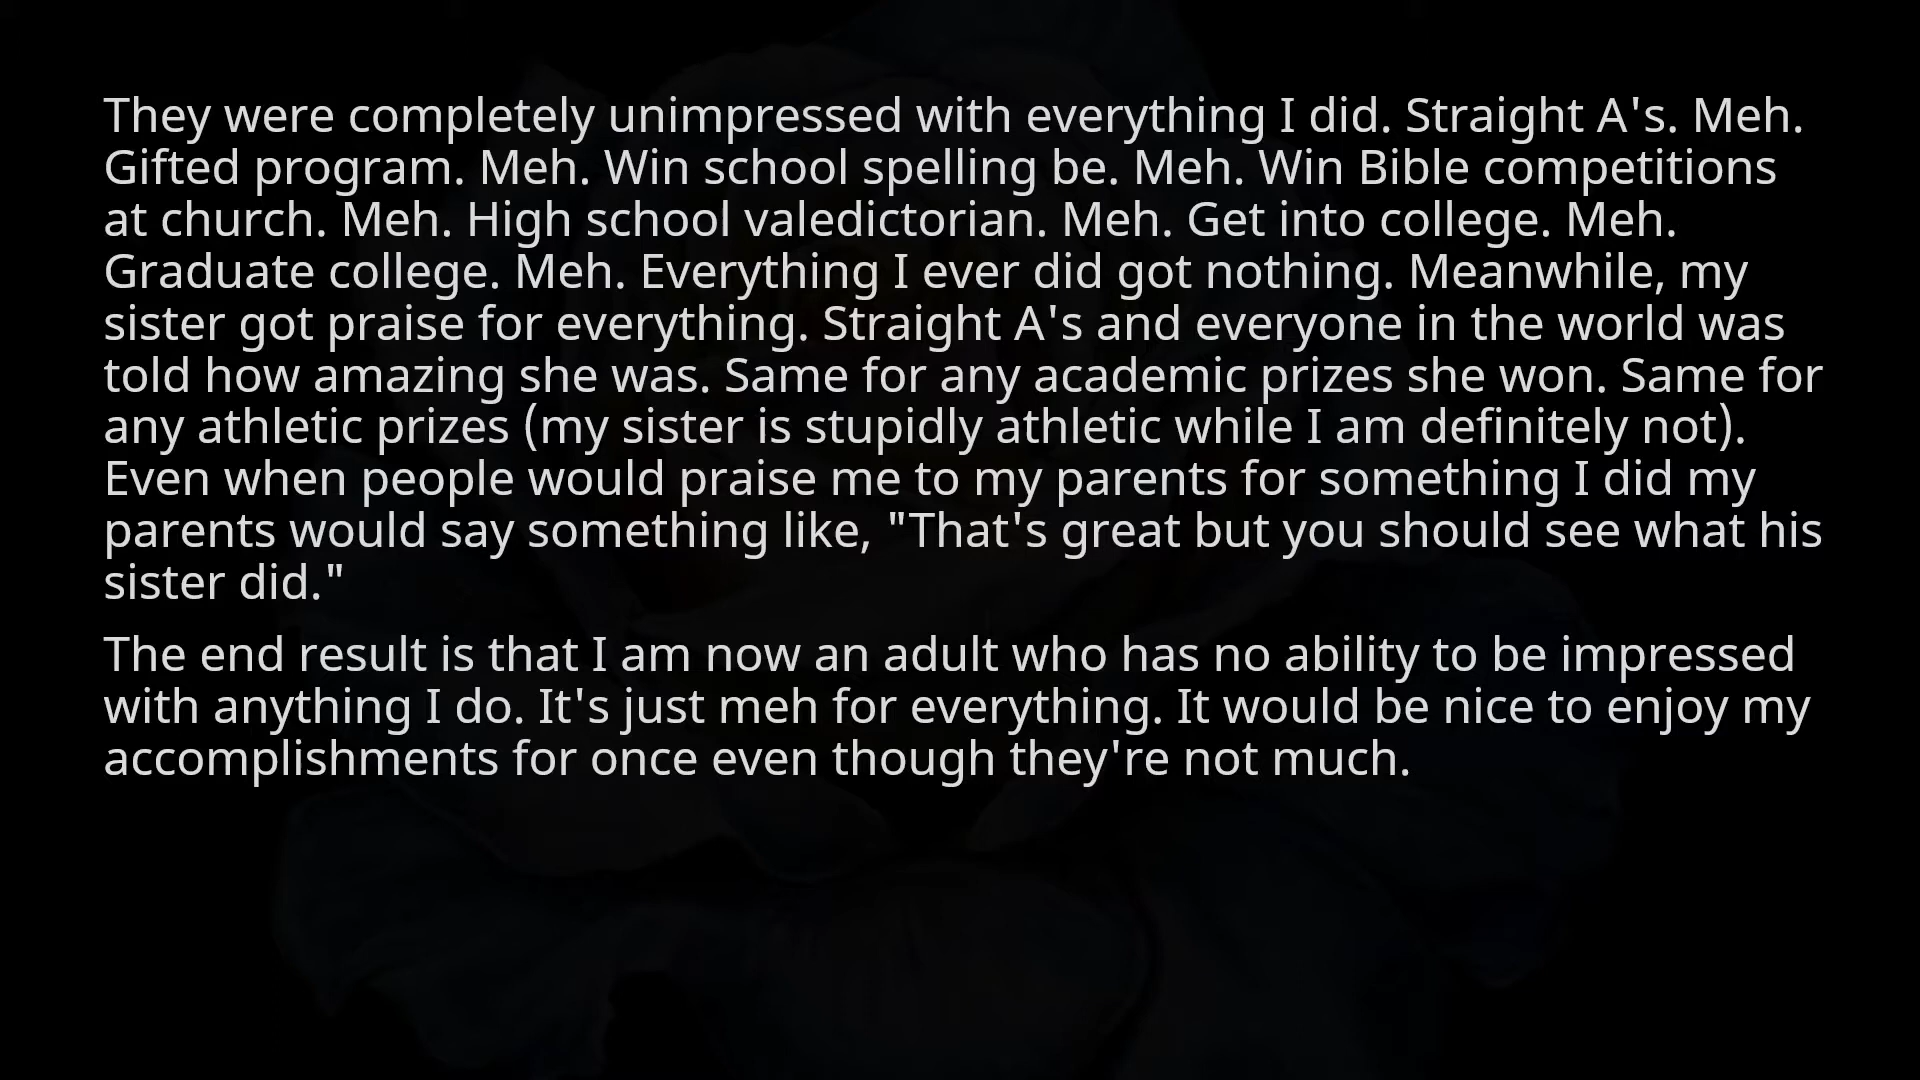 They were completely unimpressed with everything I did. Straight A's. Meh.
Gifted program. Meh. Win school spelling be. Meh. Win Bible competitions
at church. Meh. High school valedictorian. Meh. Get into college. Meh.
Graduate college. Meh. Everything I ever did got nothing. Meanwhile, my
sister got praise for everything. Straight A's and everyone in the world was
told how amazing she was. Same for any academic prizes she won. Same for
any athletic prizes (my sister is stupidly athletic while I am definitely not).
Even when people would praise me to my parents for something I did my
parents would say something like, "That's great but you should see what his
sister did."
The end result is that I am now an adult who has no ability to be impressed
with anything I do. It's just meh for everything. It would be nice to enjoy my
accomplishments for once even though they're not much.